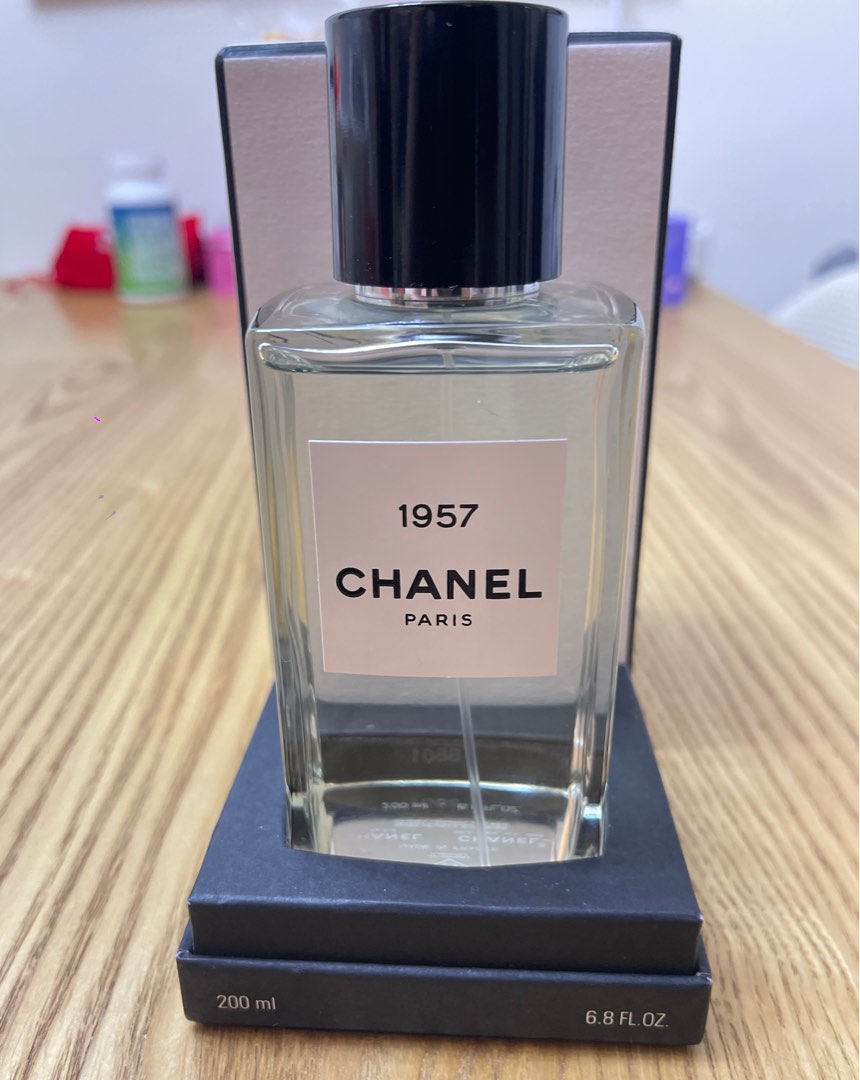 1957
CHANEL
PARIS
200 ml
6.8 FL.OZ.